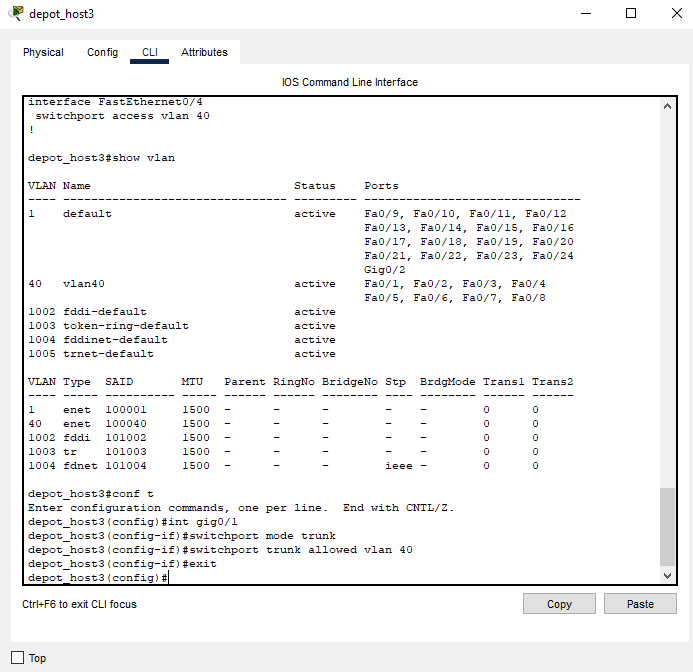 depot_host3
Physical Config CLI Attributes
IOS Command Line Interface
interface FastEthernet0/4
 switchport access vlan 40
!
depot_host3#show vlan
VLAN Name                             Status    Ports
---- -------------------------------- --------- -------------------------------
1    default                          active    Fa0/9, Fa0/10, Fa0/11, Fa0/12
                                                Fa0/13, Fa0/14, Fa0/15, Fa0/16
                                                Fa0/17, Fa0/18, Fa0/19, Fa0/20
                                                Fa0/21, Fa0/22, Fa0/23, Fa0/24
                                                Gig0/2
40   vlan40                           active    Fa0/1, Fa0/2, Fa0/3, Fa0/4
                                                Fa0/5, Fa0/6, Fa0/7, Fa0/8
1002 fddi-default                     active
1003 token-ring-default               active
1004 fddinet-default                  active
1005 trnet-default                    active
VLAN Type  SAID       MTU   Parent RingNo BridgeNo Stp  BrdgMode Trans1 Trans2
---- ----- ---------- ----- ------ ------ -------- ---- -------- ------ ------
1    enet  100001     1500  -      -      -        -    -        0      0
40   enet  100040     1500  -      -      -        -    -        0      0
1002 fddi  101002     1500  -      -      -        -    -        0      0
1003 tr    101003     1500  -      -      -        -    -        0      0
1004 fdnet 101004     1500  -      -      -        ieee -        0      0
depot_host3#conf t
Enter configuration commands, one per line.  End with CNTL/Z.
depot_host3(config)#int gig0/1
depot_host3(config-if)#switchport mode trunk
depot_host3(config-if)#switchport trunk allowed vlan 40
depot_host3(config-if)#exit
depot_host3(config)#
Ctrl+F6 to exit CLI focus
Copy Paste
Top